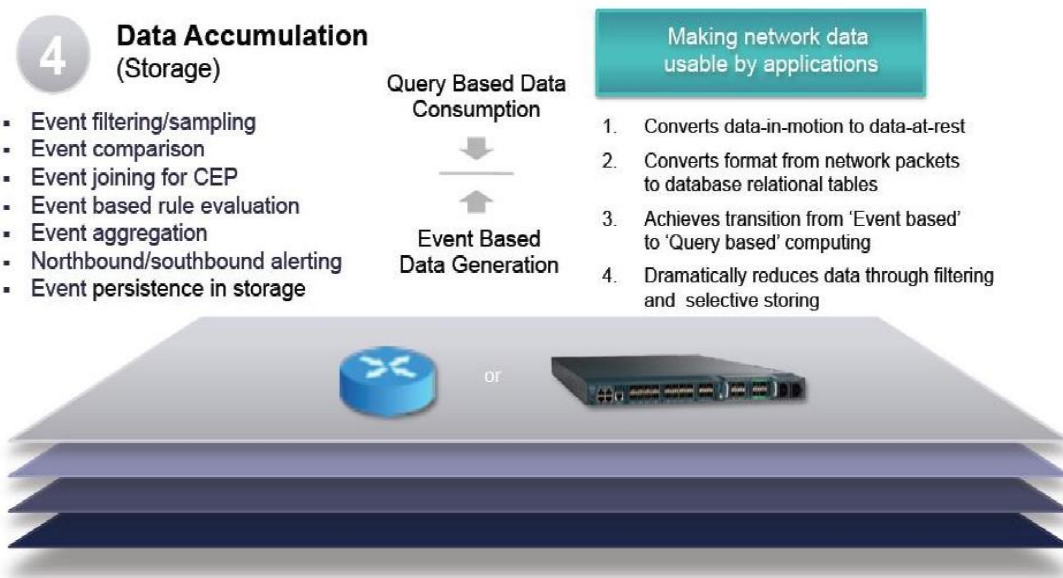 4
Data Accumulation
(Storage)
▪ Event filtering/sampling
▪ Event comparison
▪ Event joining for CEP
▪ Event based rule evaluation
▪ Event aggregation
▪ Northbound/southbound alerting
▪ Event persistence in storage
Query Based Data
Consumption
Event Based
Data Generation
Making network data
usable by applications
1. Converts data-in-motion to data-at-rest
2. Converts format from network packets
to database relational tables
3. Achieves transition from ‘Event based’
to ‘Query based’ computing
4. Dramatically reduces data through filtering
and selective storing
or